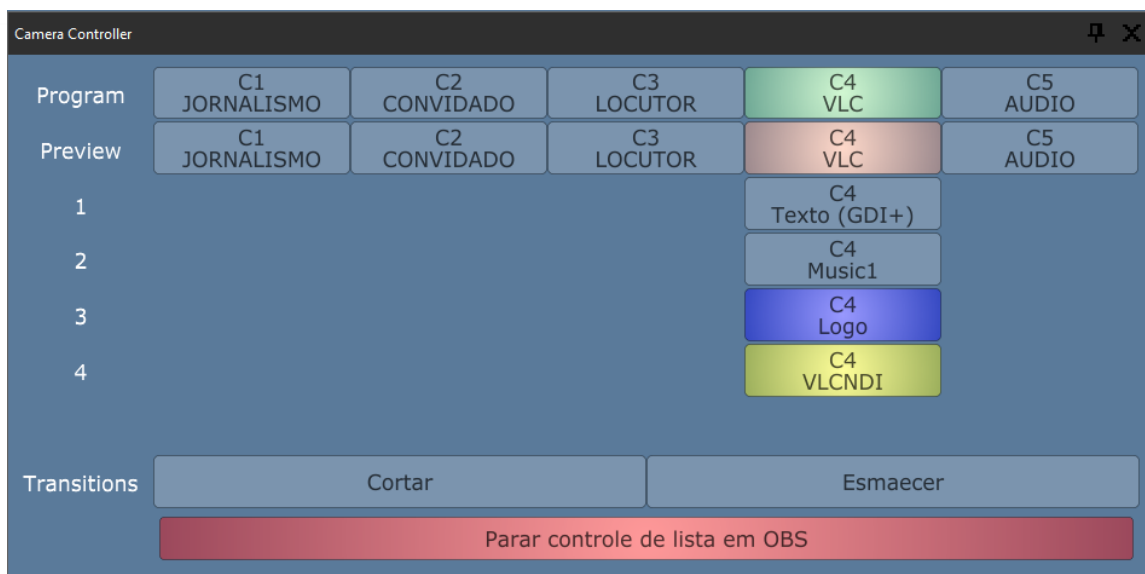 Camera Controller
Program
C1
JORNALISMO
C2
CONVIDADO
C3
LOCUTOR
C4
VLC
C5
AUDIO
Preview
C1
JORNALISMO
C2
CONVIDADO
C3
LOCUTOR
C4
VLC
C5
AUDIO
1
C4
Texto (GDI+)
2
C4
Music1
3
C4
Logo
4
C4
VLCNDI
Transitions
Cortar
Esmaecer
Parar controle de lista em OBS